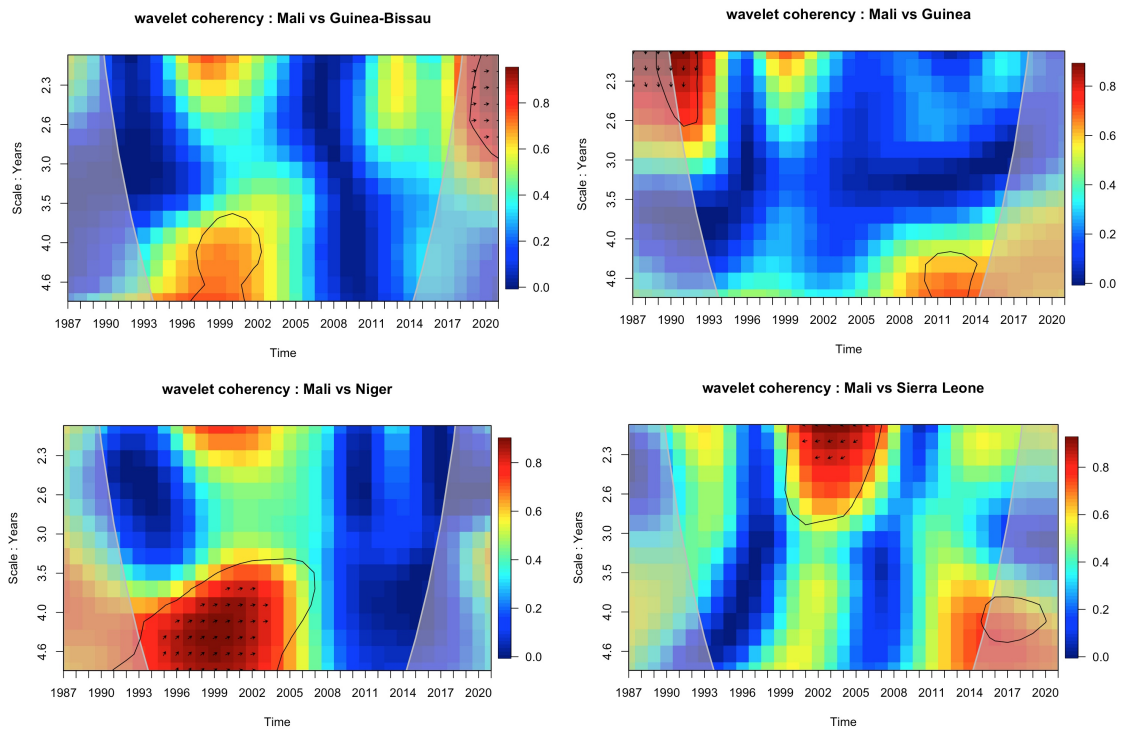 wavelet coherency : Mali vs Guinea-Bissau
Scale : Years
2.3
2.6
3.0
3.5
4.0
4.6
1987 1990 1993 1996 1999 2002 2005 2008 2011 2014 2017 2020
Time
0.8
0.6
0.4
0.2
0.0
wavelet coherency : Mali vs Guinea
Scale : Years
2.3
2.6
3.0
3.5
4.0
4.6
1987 1990 1993 1996 1999 2002 2005 2008 2011 2014 2017 2020
Time
0.8
0.6
0.4
0.2
0.0
wavelet coherency : Mali vs Niger
Scale : Years
2.3
2.6
3.0
3.5
4.0
4.6
1987 1990 1993 1996 1999 2002 2005 2008 2011 2014 2017 2020
Time
0.8
0.6
0.4
0.2
0.0
wavelet coherency : Mali vs Sierra Leone
Scale : Years
2.3
2.6
3.0
3.5
4.0
4.6
1987 1990 1993 1996 1999 2002 2005 2008 2011 2014 2017 2020
Time
0.8
0.6
0.4
0.2
0.0